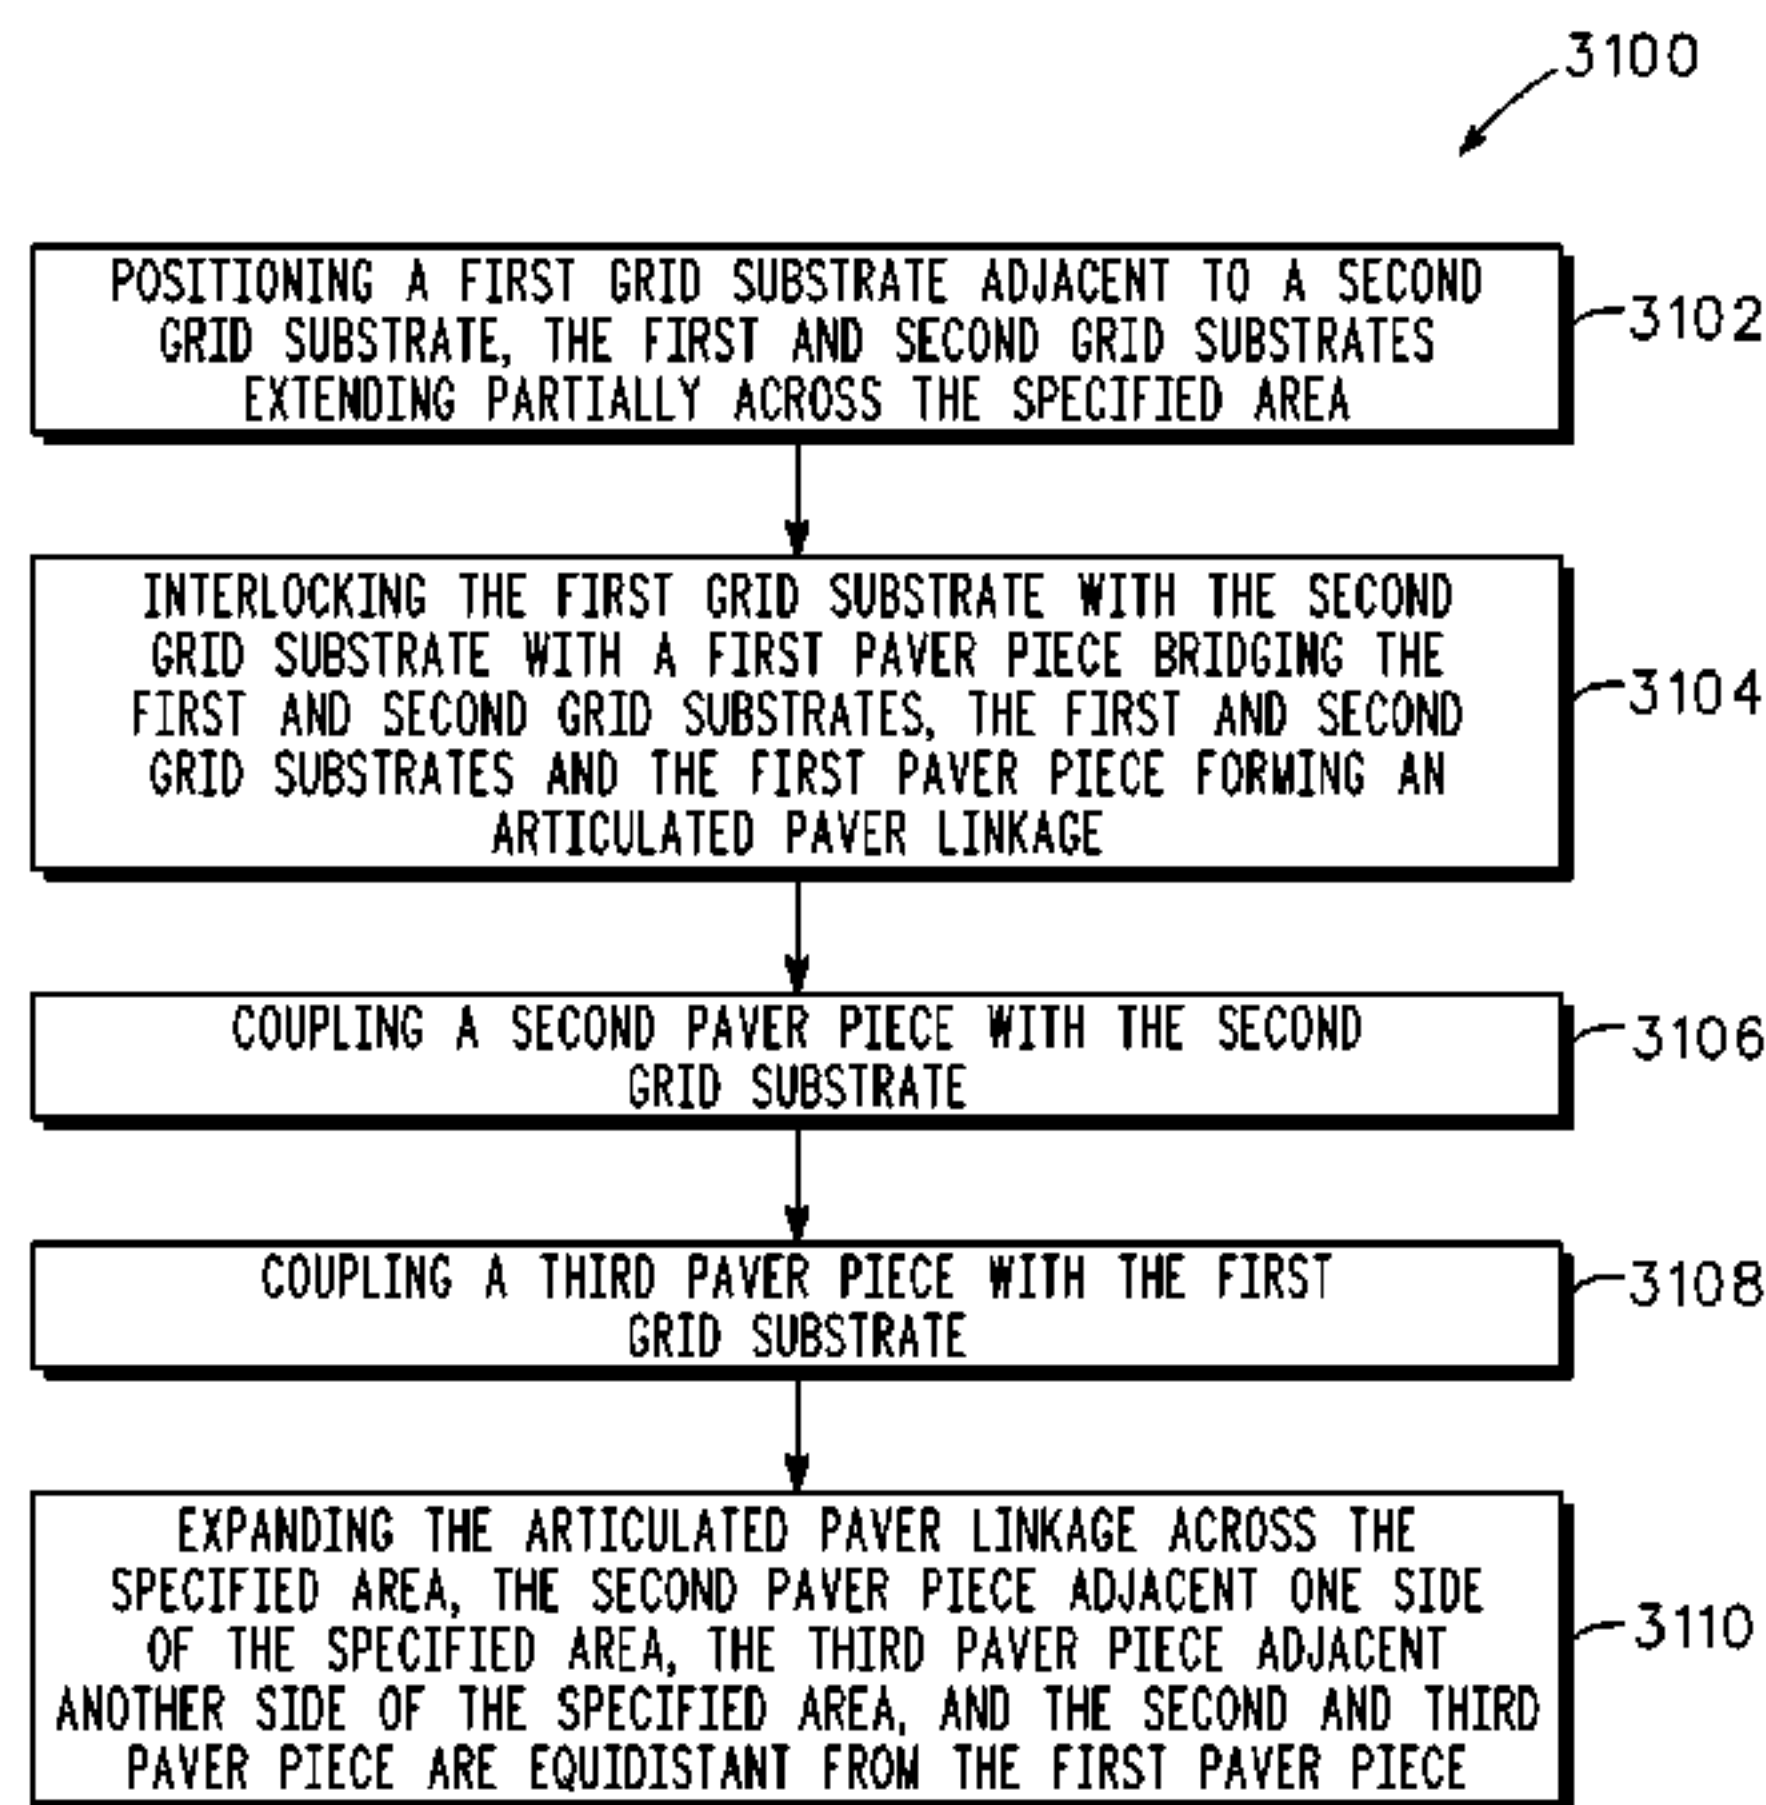 3100
POSITIONING A FIRST GRID SUBSTRATE ADJACENT TO A SECOND
GRID SUBSTRATE, THE FIRST AND SECOND GRID SUBSTRATES
EXTENDING PARTIALLY ACROSS THE SPECIFIED AREA
3102
INTERLOCKING THE FIRST GRID SUBSTRATE WITH THE SECOND
GRID SUBSTRATE WITH A FIRST PAVER PIECE BRIDGING THE
FIRST AND SECOND GRID SUBSTRATES, THE FIRST AND SECOND
GRID SUBSTRATES AND THE FIRST PAVER PIECE FORMING AN
ARTICULATED PAVER LINKAGE
3104
COUPLING A SECOND PAVER PIECE WITH THE SECOND
GRID SUBSTRATE
3106
COUPLING A THIRD PAVER PIECE WITH THE FIRST
GRID SUBSTRATE
3108
EXPANDING THE ARTICULATED PAVER LINKAGE ACROSS THE
SPECIFIED AREA, THE SECOND PAVER PIECE ADJACENT ONE SIDE
OF THE SPECIFIED AREA, THE THIRD PAVER PIECE ADJACENT
ANOTHER SIDE OF THE SPECIFIED AREA, AND THE SECOND AND THIRD
PAVER PIECE ARE EQUIDISTANT FROM THE FIRST PAVER PIECE
3110